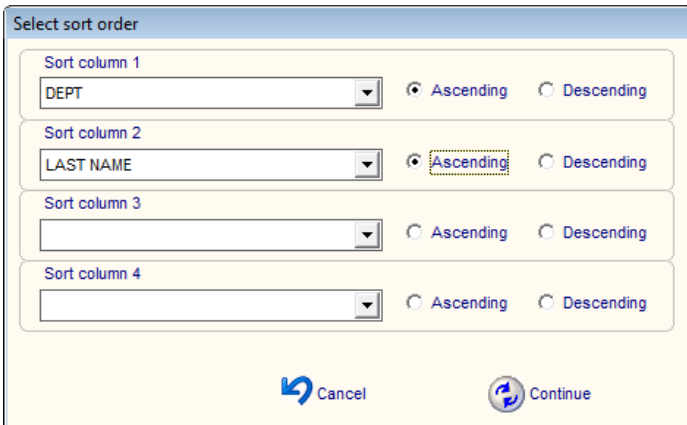 Select sort order
Sort column 1
DEPT Ascending Descending
Sort column 2
LAST NAME Ascending Descending
Sort column 3
Ascending Descending
Sort column 4
Ascending Descending
Cancel Continue